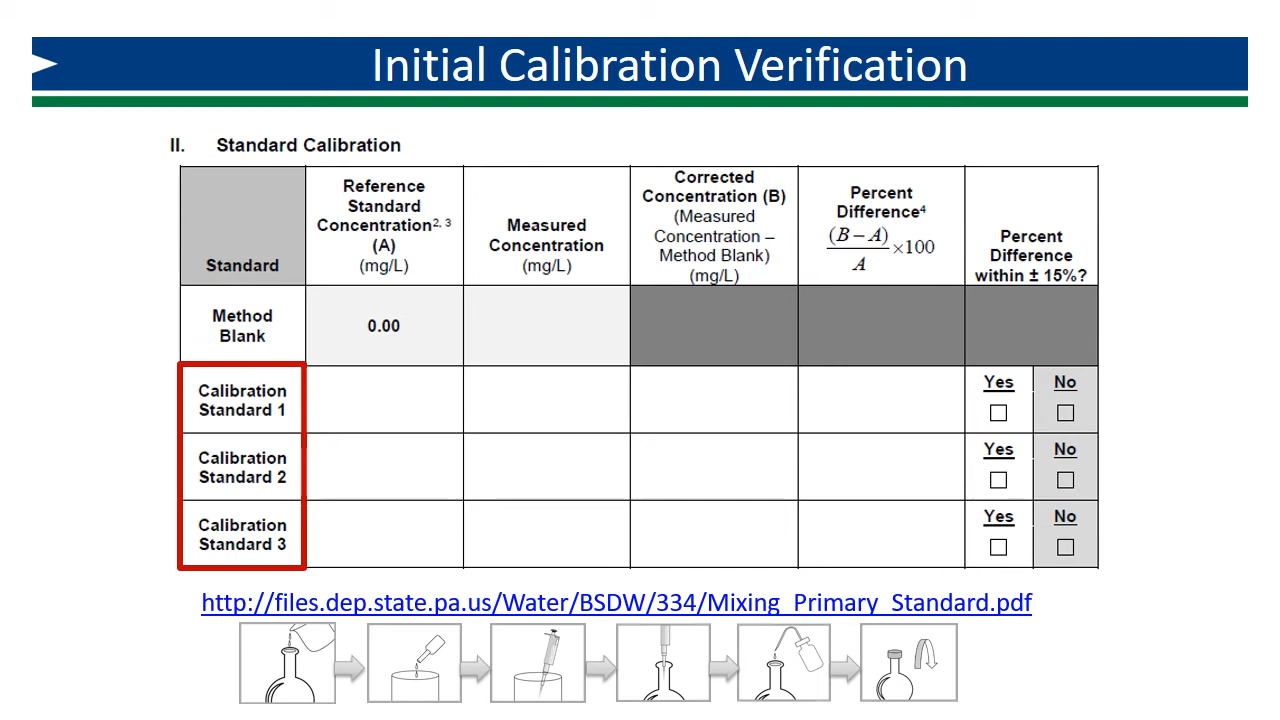 Initial Calibration Verification
II. Standard Calibration
Standard
Reference
Standard
Concentration2, 3
(A)
(mg/L)
Measured
Concentration
(mg/L)
Corrected
Concentration (B)
(Measured
Concentration –
Method Blank)
(mg/L)
Percent
Difference4
(B – A)
A
×100
Percent
Difference
within ± 15%?
Method
Blank
0.00
Calibration
Standard 1
Yes No
Calibration
Standard 2
Yes No
Calibration
Standard 3
Yes No
http://files.dep.state.pa.us/Water/BSDW/334/Mixing_Primary_Standard.pdf